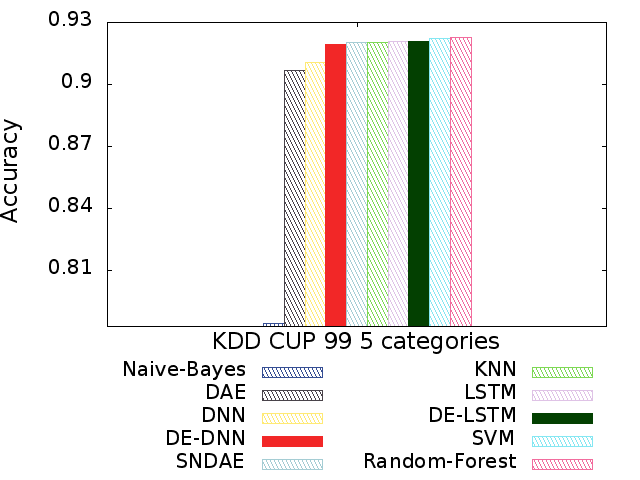 0.93
0.9
0.87
0.84
0.81
Accuracy
KDD CUP 99 5 categories
Naive-Bayes
DAE
DNN
DE-DNN
SNDAE
KNN
LSTM
DE-LSTM
SVM
Random-Forest